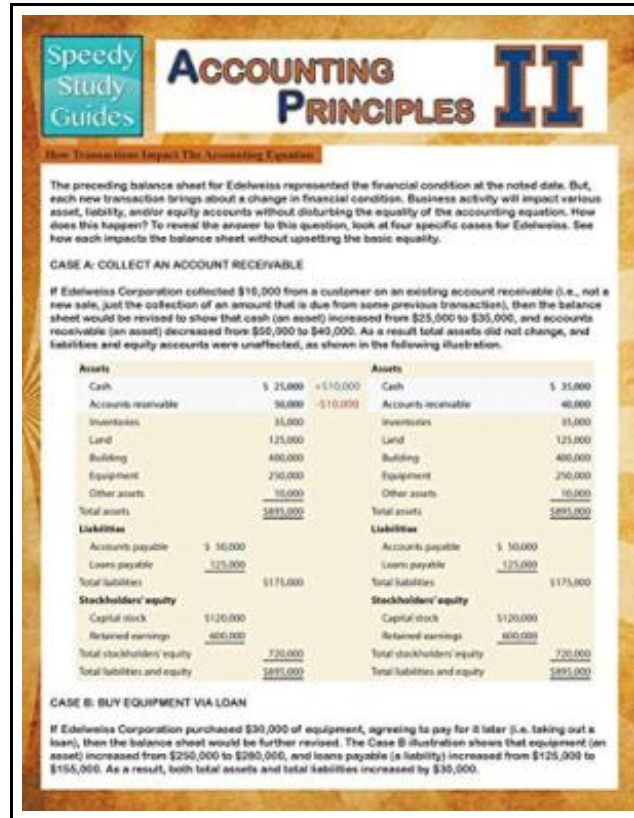 Speedy
Study
Guides
ACCOUNTING
PRINCIPLES II
How Transactions Impact The Accounting Equation
The preceding balance sheet for Edelweiss represented the financial condition at the noted date. But,
each new transaction brings about a change in financial condition. Business activity will impact various
asset, liability, and/or equity accounts without disturbing the equality of the accounting equation. How
does this happen? To reveal the answer to this question, look at four specific cases for Edelweiss. See
how each impacts the balance sheet without upsetting the basic equality.
CASE A: COLLECT AN ACCOUNT RECEIVABLE
If Edelweiss Corporation collected $10,000 from a customer on an existing account receivable (i.e., not a
new sale, just the collection of an amount that is due from some previous transaction), then the balance
sheet would be revised to show that cash (an asset) increased from $25,000 to $35,000, and accounts
receivable (an asset) decreased from $50,000 to $40,000. As a result total assets did not change, and
liabilities and equity accounts were unaffected, as shown in the following illustration.
Assets Assets
Cash $ 25,000 +$10,000 Cash $ 35,000
Accounts receivable 50,000 -$10,000 Accounts receivable 40,000
Inventories 35,000 Inventories 35,000
Land 125,000 Land 125,000
Building 400,000 Building 400,000
Equipment 250,000 Equipment 250,000
Other assets 10,000 Other assets 10,000
Total assets $895,000 Total assets $895,000
Liabilities Liabilities
Accounts payable $ 50,000 Accounts payable $ 50,000
Loans payable 125,000 Loans payable 125,000
Total liabilities $175,000 Total liabilities $175,000
Stockholders' equity Stockholders' equity
Capital stock $120,000 Capital stock $120,000
Retained earnings 600,000 Retained earnings 600,000
Total stockholders' equity 720,000 Total stockholders' equity 720,000
Total liabilities and equity $895,000 Total liabilities and equity $895,000
CASE B: BUY EQUIPMENT VIA LOAN
If Edelweiss Corporation purchased $30,000 of equipment, agreeing to pay for it later (i.e. taking out a
loan), then the balance sheet would be further revised. The Case B illustration shows that equipment (an
asset) increased from $250,000 to $280,000, and loans payable (a liability) increased from $125,000 to
$155,000. As a result, both total assets and total liabilities increased by $30,000.